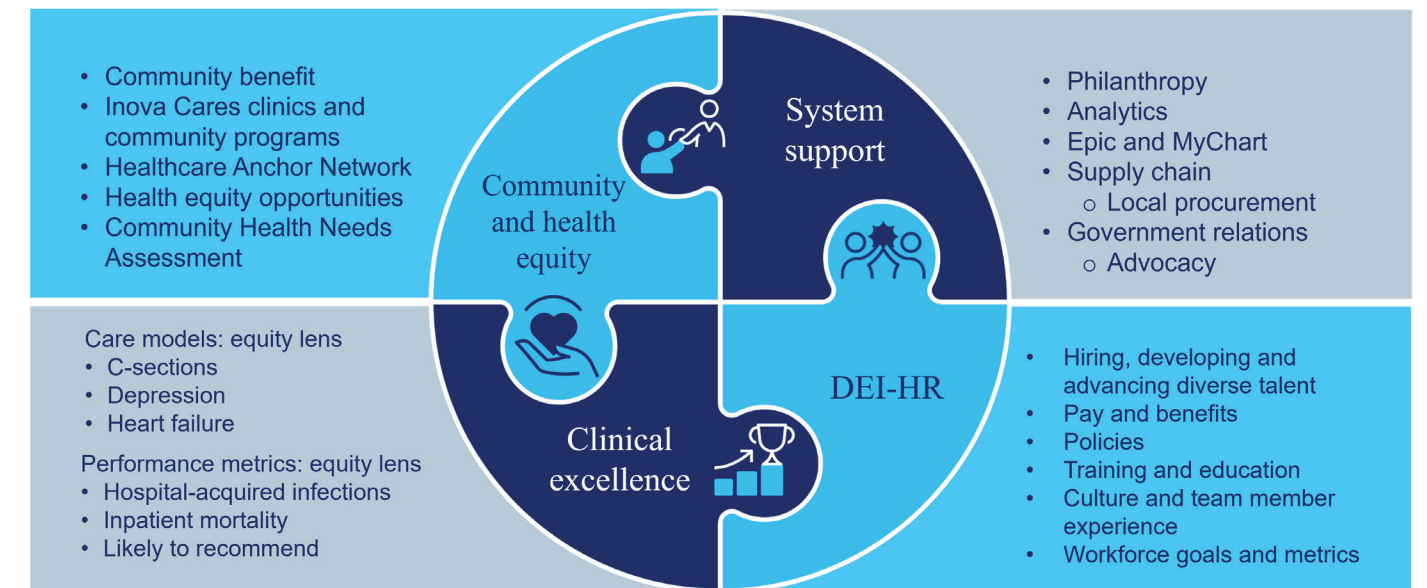 • Community benefit
• Inova Cares clinics and
community programs
• Healthcare Anchor Network
• Health equity opportunities
• Community Health Needs
Assessment
Community
and health
equity
System
support
• Philanthropy
• Analytics
• Epic and MyChart
• Supply chain
o Local procurement
• Government relations
o Advocacy
Care models: equity lens
• C-sections
• Depression
• Heart failure
Performance metrics: equity lens
• Hospital-acquired infections
• Inpatient mortality
• Likely to recommend
Clinical
excellence
DEI-HR
• Hiring, developing and
advancing diverse talent
• Pay and benefits
• Policies
• Training and education
• Culture and team member
experience
• Workforce goals and metrics